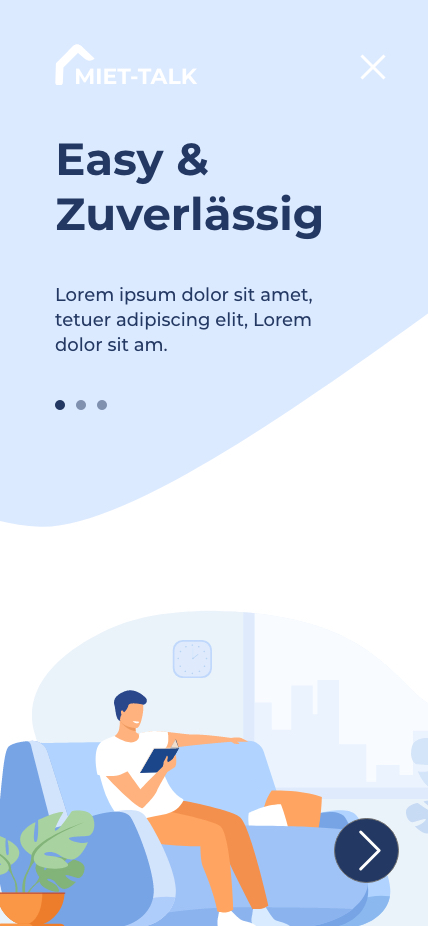 MIET-TALK
Easy &
Zuverlässig
Lorem ipsum dolor sit amet,
tetuer adipiscing elit, Lorem
dolor sit am.